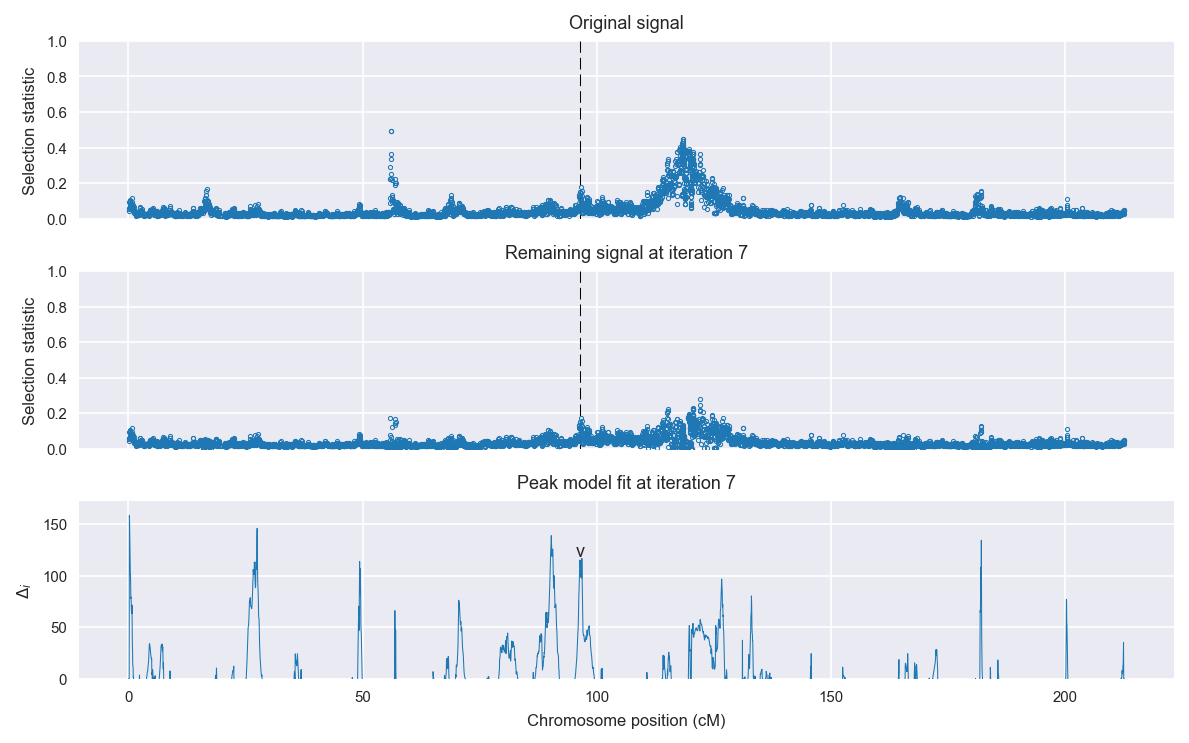 Original signal
1.0
0.8
0.6
0.4
0.2
0.0
Selection statistic
Remaining signal at iteration 7
1.0
0.8
0.6
0.4
0.2
0.0
Selection statistic
Peak model fit at iteration 7
150
100
50
0
Δi
v
0 50 100 150 200
Chromosome position (cM)